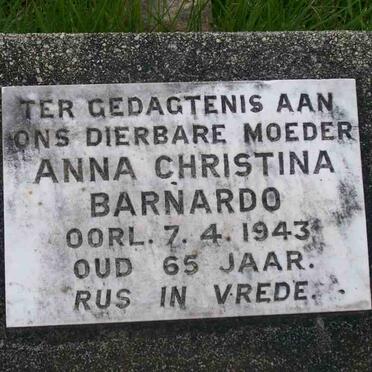 TER GEDAGTENIS AAN
ONS DIERBARE MOEDER
ANNA CHRISTINA
BARNARDO
OORL. 7. 4. 1943
OUD 65 JAAR.
RUS IN VREDE.